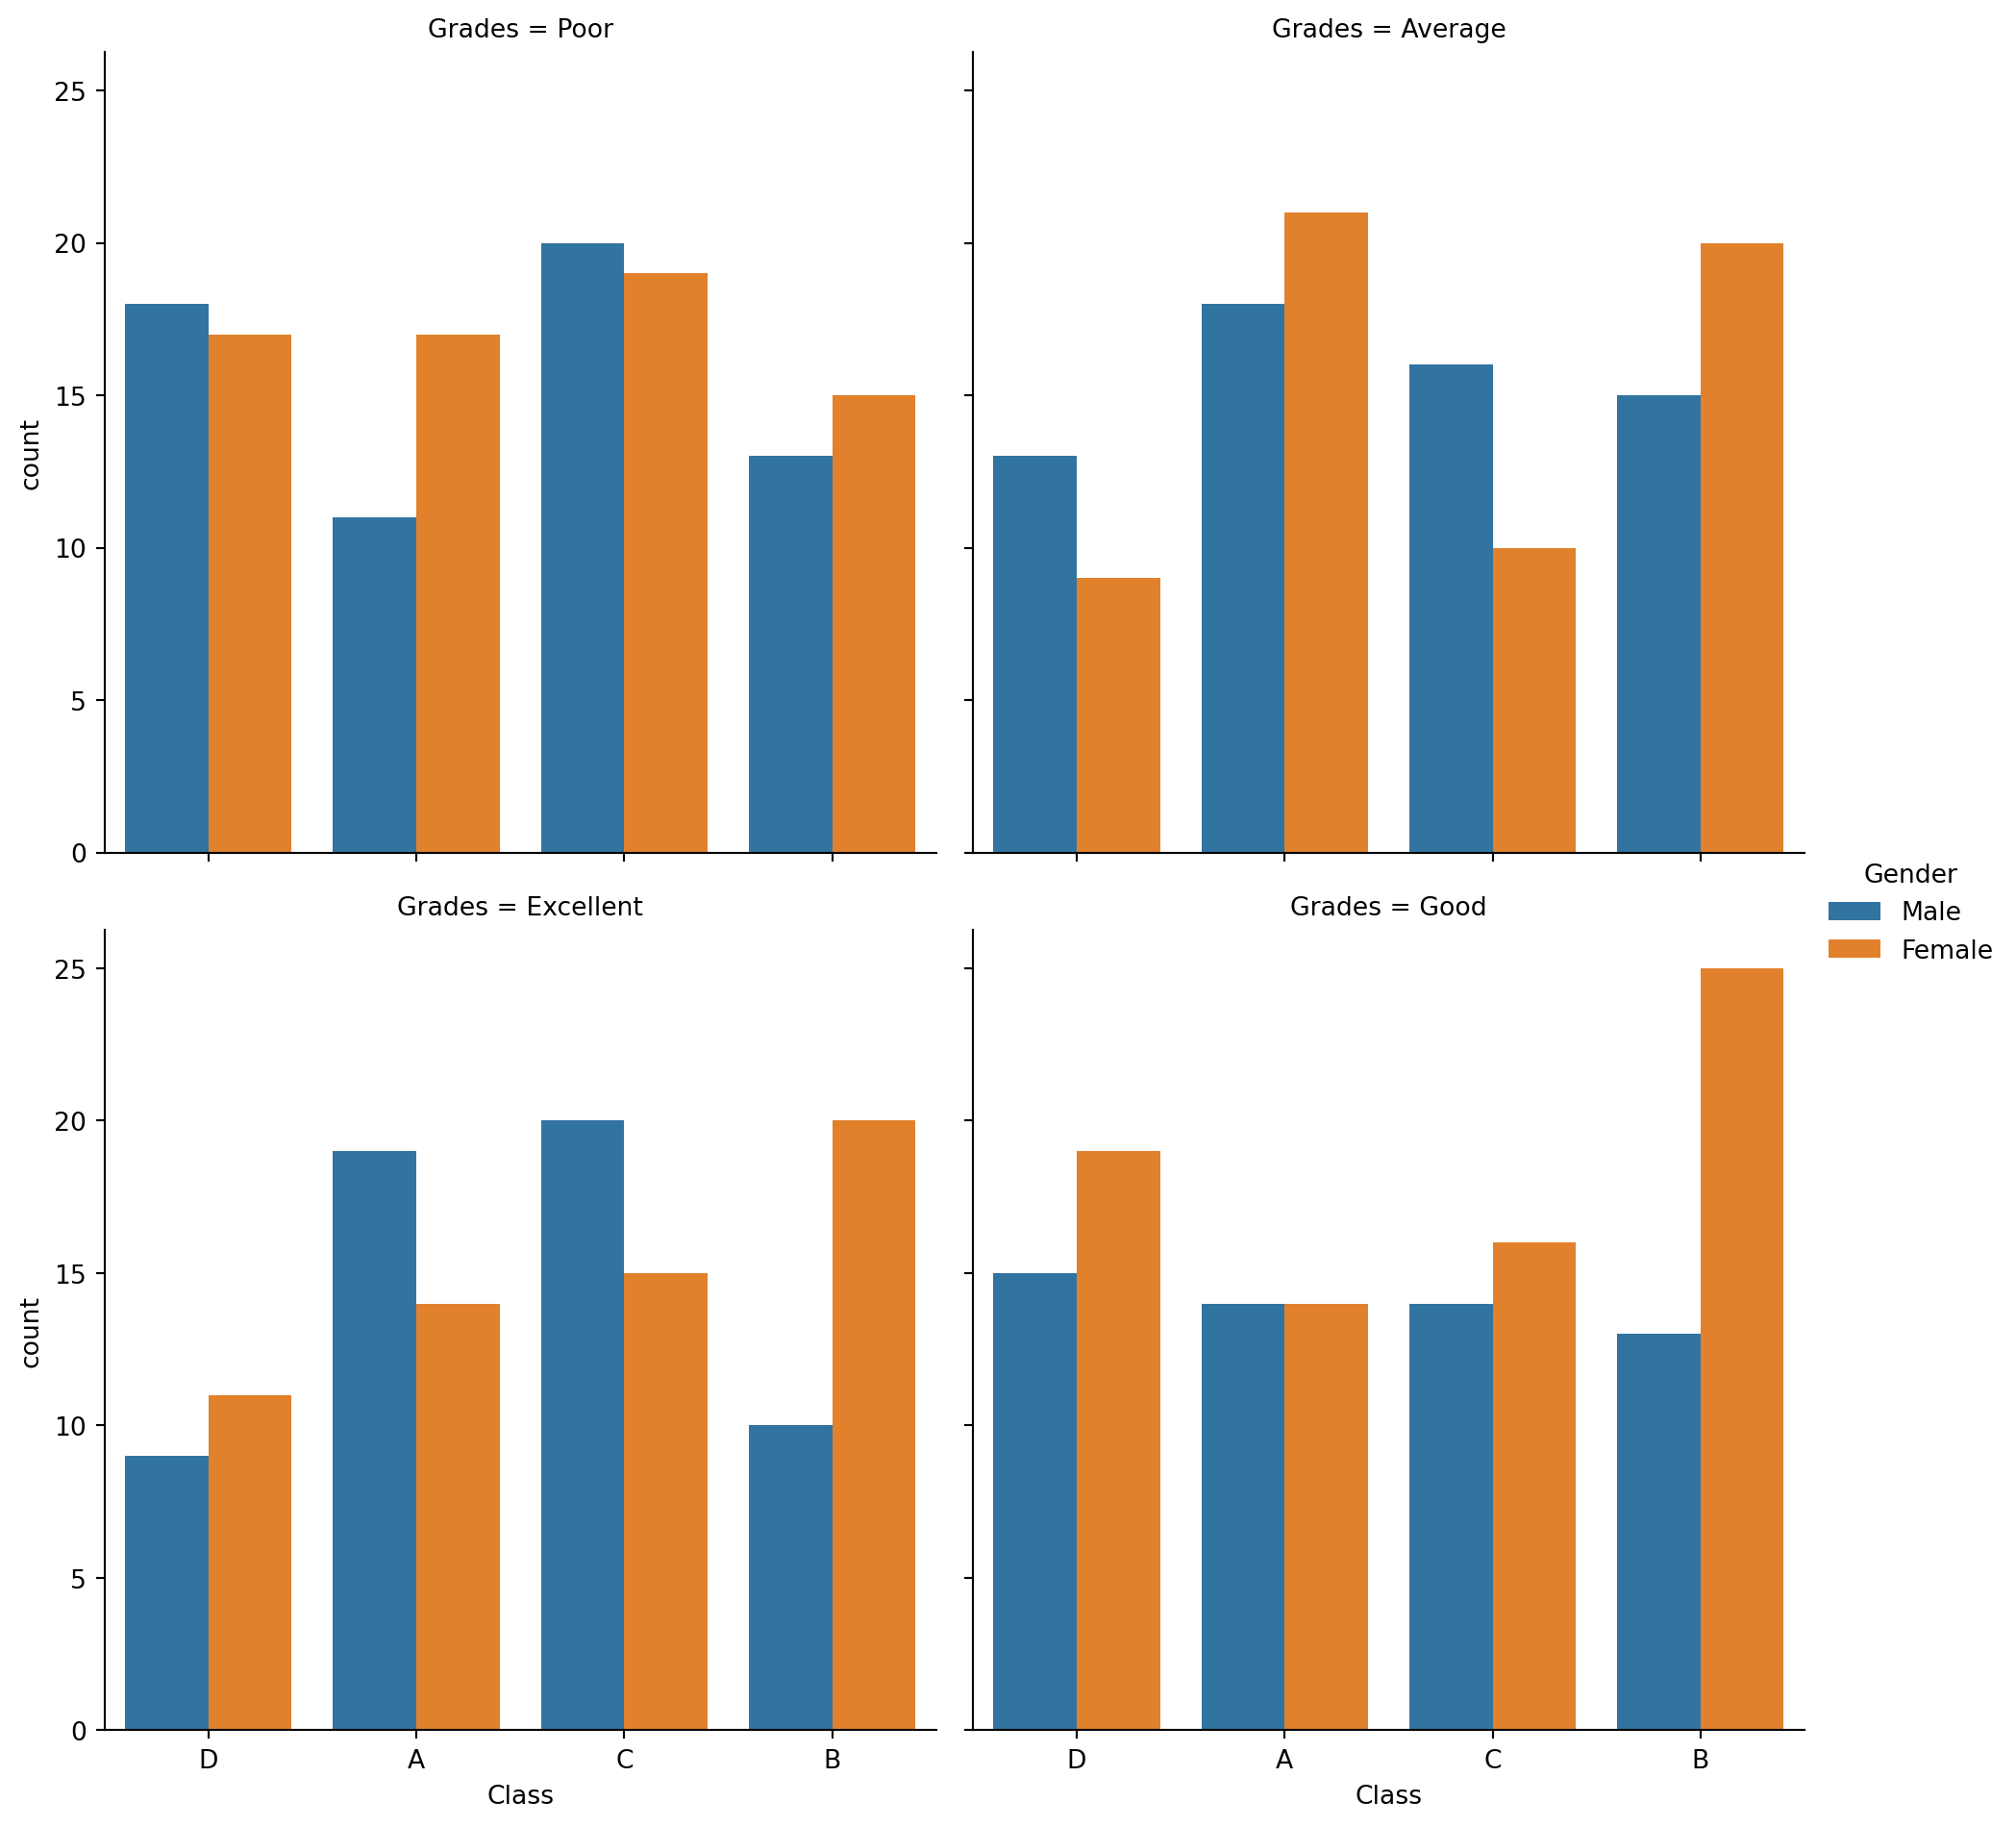 Grades = Poor
Grades = Average
25
20
15
10
5
0
count
Grades = Excellent
Grades = Good
25
20
15
10
5
0
count
D
A
C
B
Class
D
A
C
B
Class
Gender
Male
Female